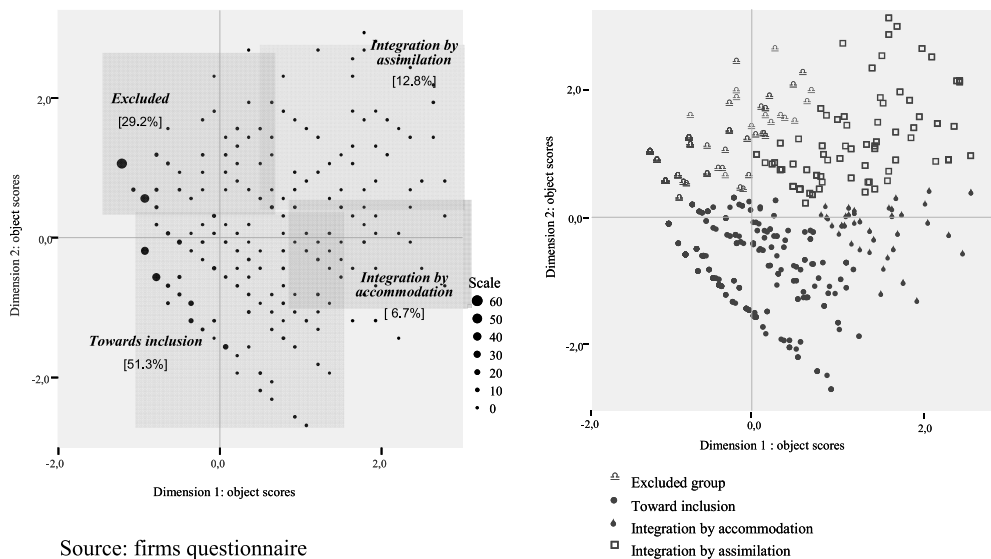 Integration by
assimilation
[12.8%]
Excluded
[29.2%]
2,0
0,0
-2,0
Dimension 2: object scores
Integration by
accommodation
[ 6.7%]
Towards inclusion
[51.3%]
Scale
60
50
40
30
20
10
0
-2,0
0,0
2,0
Dimension 1: object scores
Source: firms questionnaire
2,0
0,0
-2,0
Dimension 2: object scores
-2,0
0,0
2,0
Dimension 1 : object scores
Excluded group
Toward inclusion
Integration by accommodation
Integration by assimilation